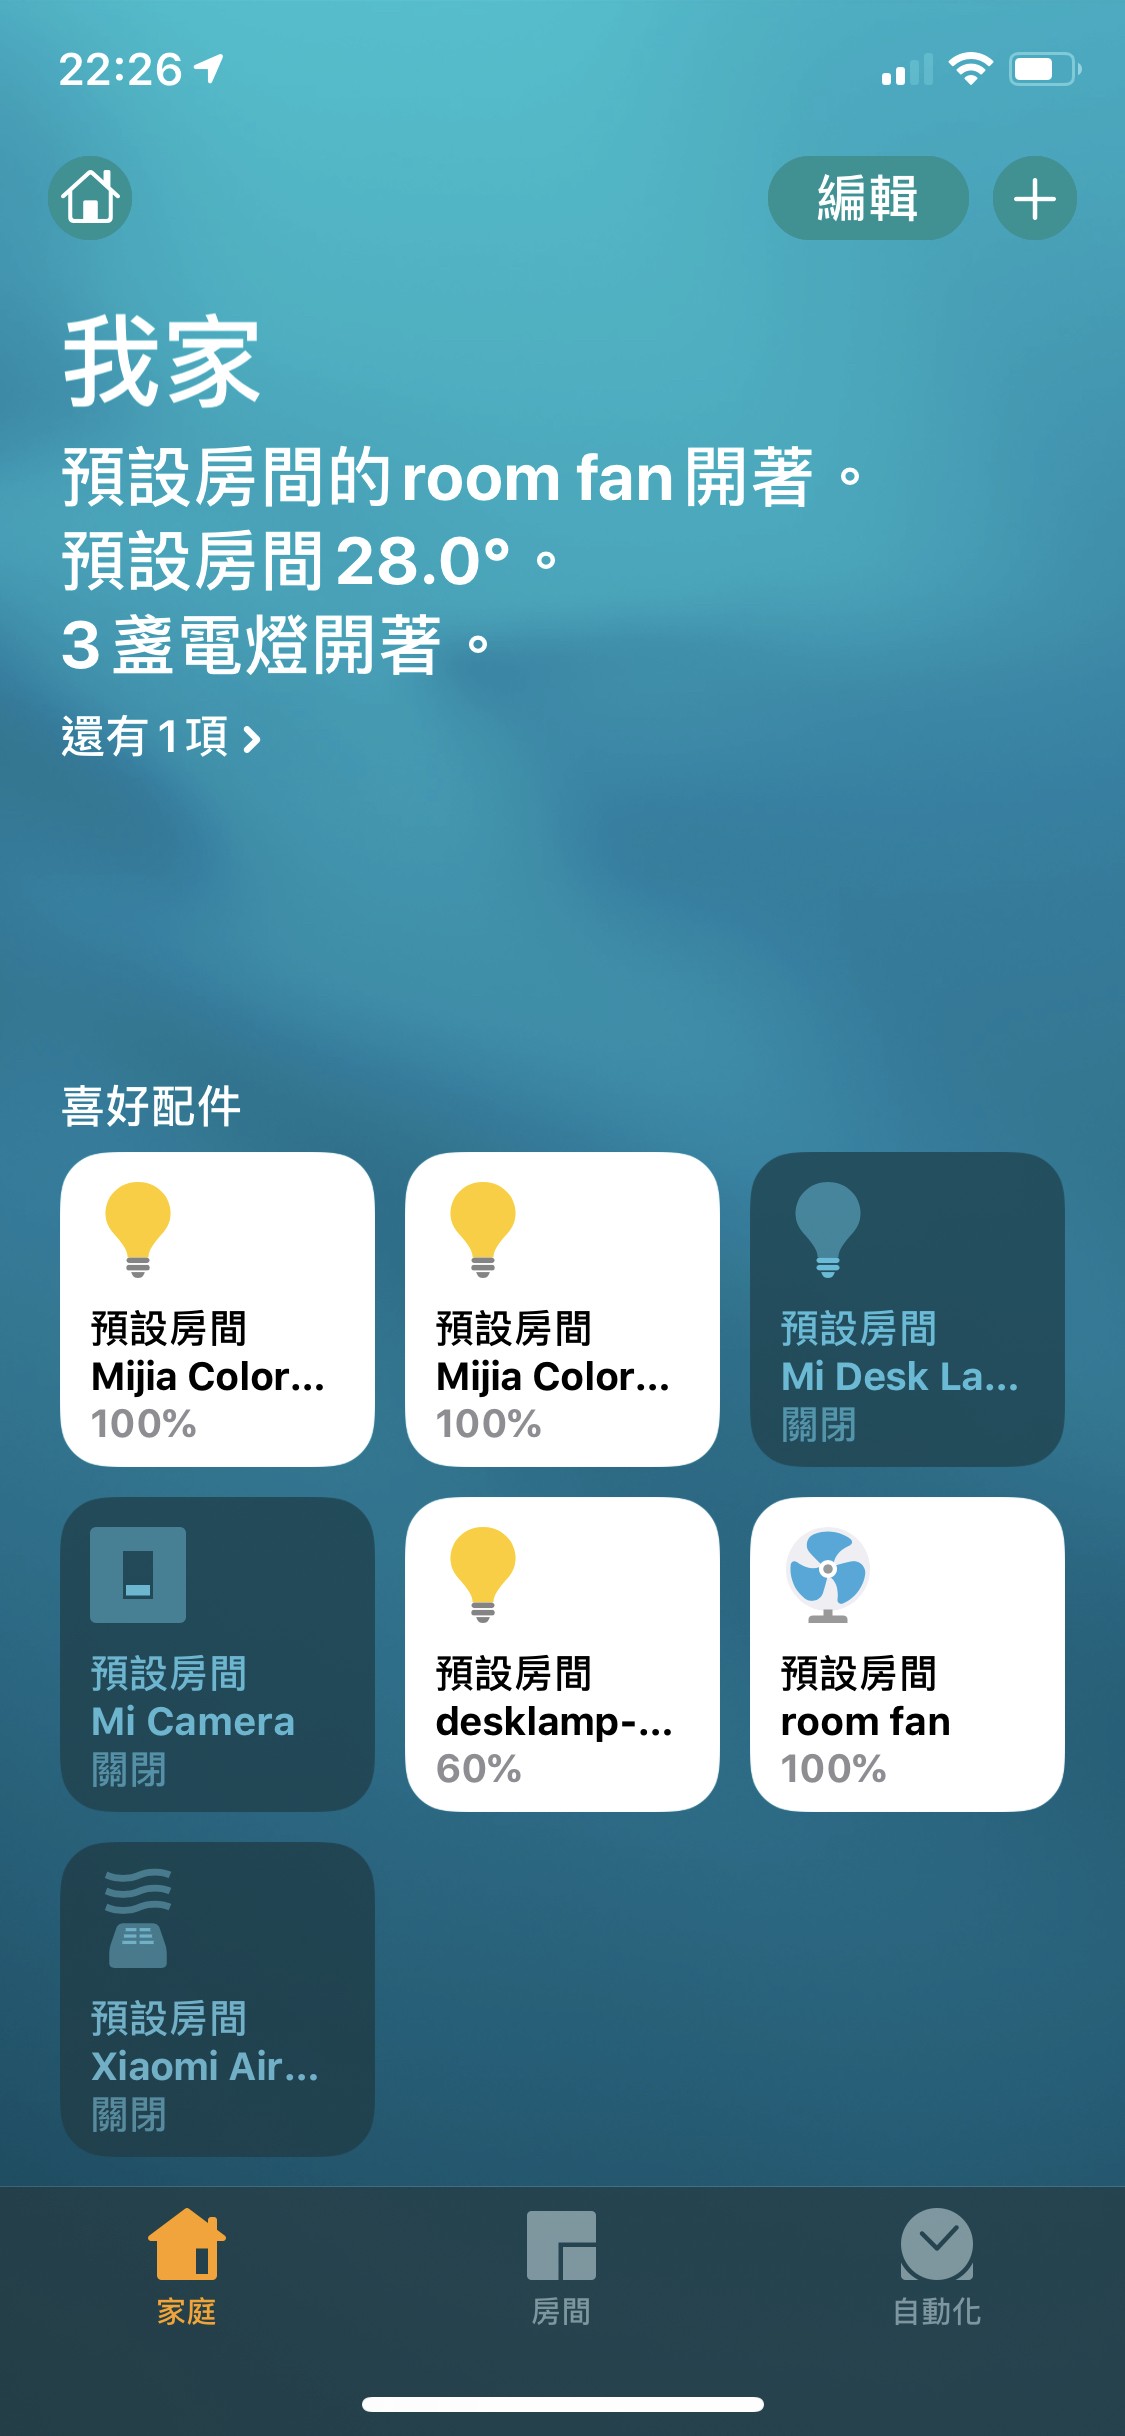 22:26
編輯
我家
預設房間的room fan開著。
預設房間28.0°。
3盞電燈開著。
還有1項
喜好配件
預設房間
Mijia Color...
100%
預設房間
Mijia Color...
100%
預設房間
Mi Desk La...
關閉
預設房間
Mi Camera
關閉
預設房間
desklamp-...
60%
預設房間
room fan
100%
預設房間
Xiaomi Air...
關閉
家庭
房間
自動化